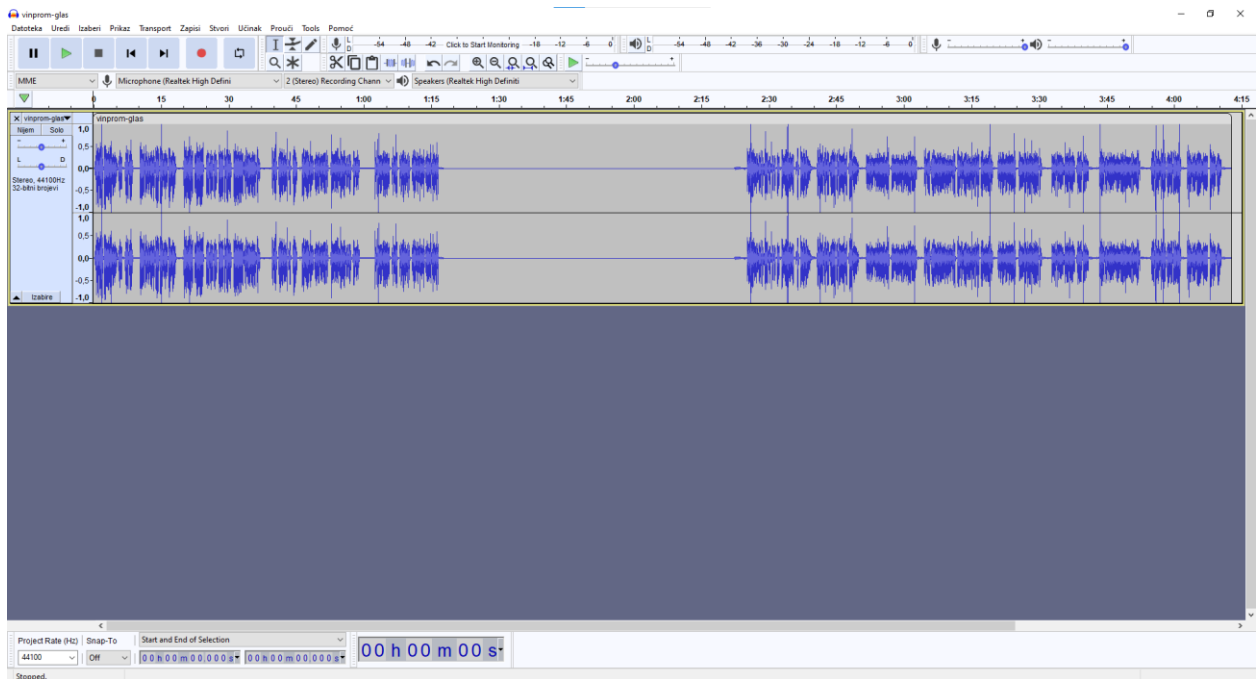 vinprom-glas
Datoteka Uredi Izaberi Prikaz Transport Zapisi Stvori Učinak Prouči Tools Pomoć
L R -54 -48 -42 Click to Start Monitoring -18 -12 -6 0 L R -54 -48 -42 -36 -30 -24 -18 -12 -6 0
MME Microphone (Realtek High Defini 2 (Stereo) Recording Chann Speakers (Realtek High Definiti
0 15 30 45 1:00 1:15 1:30 1:45 2:00 2:15 2:30 2:45 3:00 3:15 3:30 3:45 4:00 4:15
vinprom-glas vinprom-glas
Nijem Solo 1,0
0,5
L D 0,0
Stereo, 44100Hz
32-bitni brojevi -0,5
-1,0
1,0
0,5
0,0
-0,5
Izabire -1,0
Project Rate (Hz) Snap-To Start and End of Selection
44100 Off 00 h 00 m 00,000 s 00 h 00 m 00,000 s 00 h 00 m 00 s
Stopped.